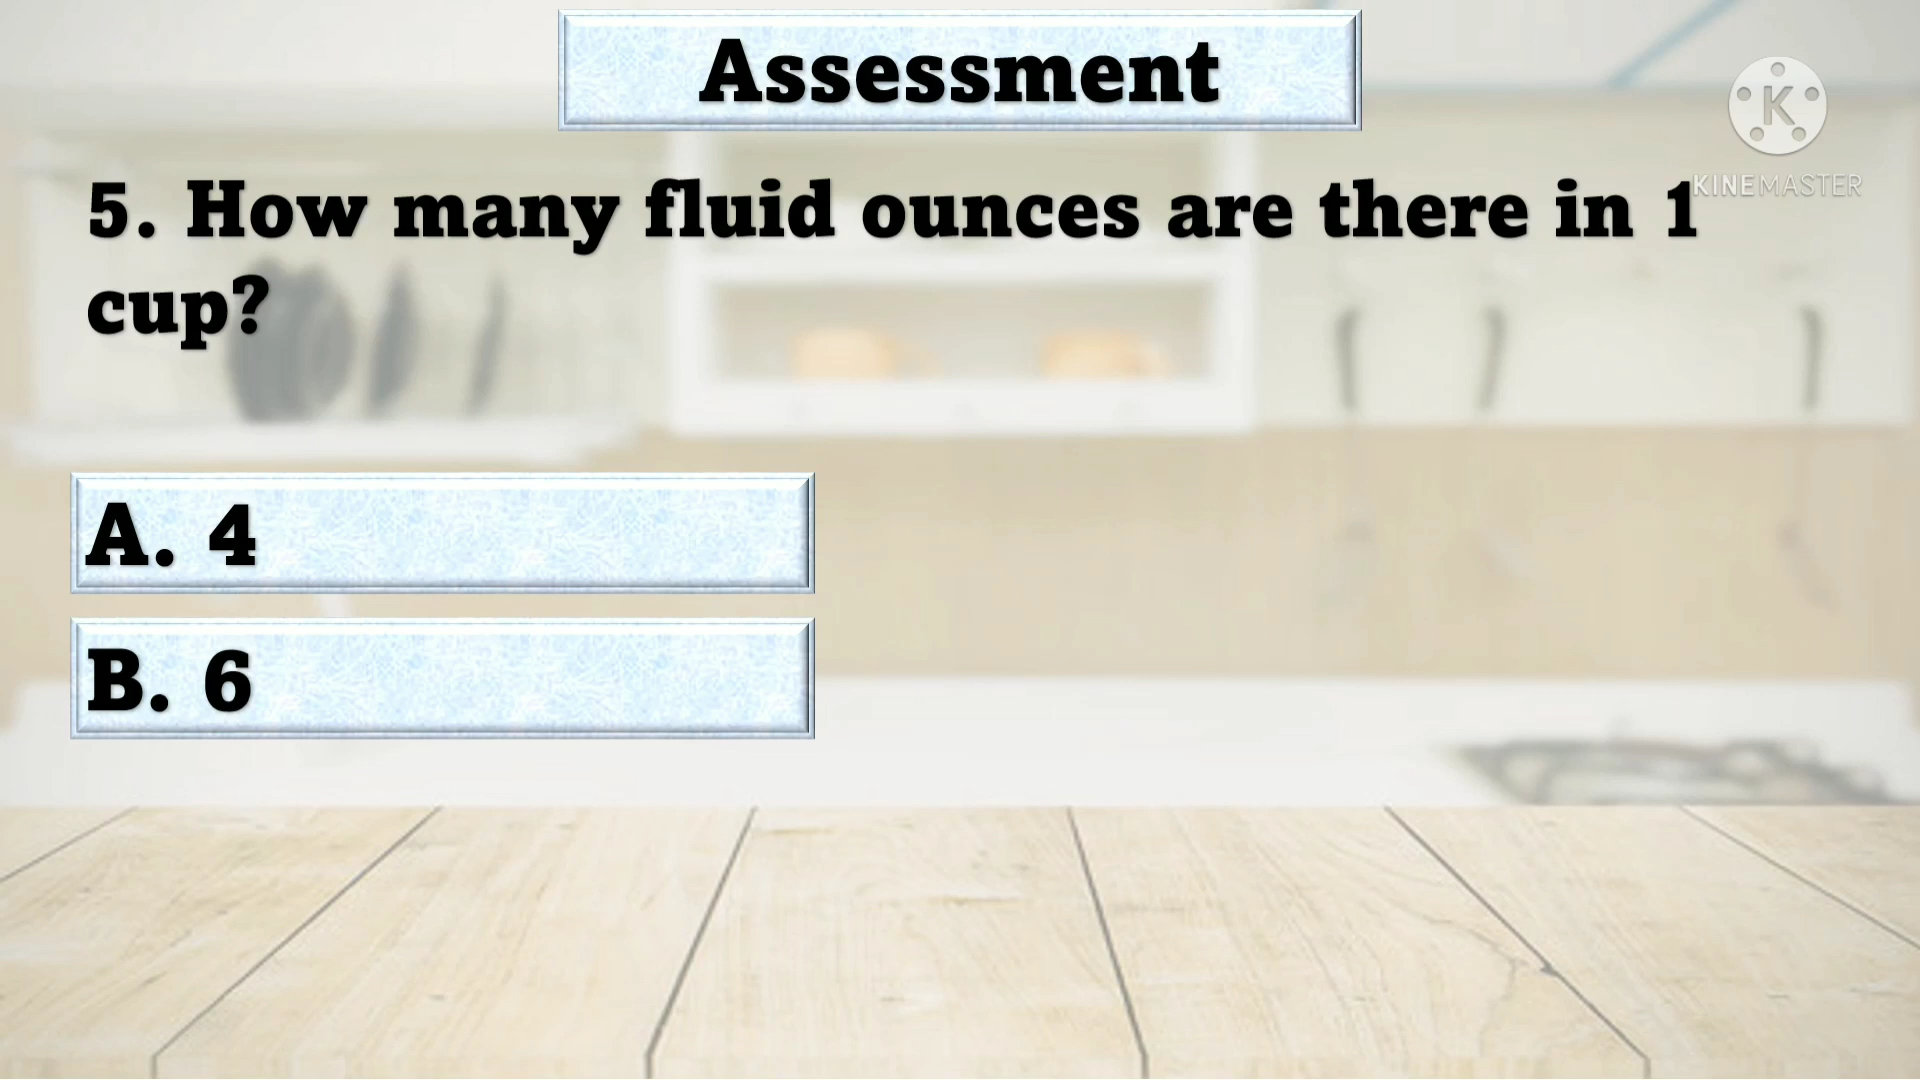 Assessment
K
KINEMASTER
5. How many fluid ounces are there in 1
cup?
A. 4
B. 6